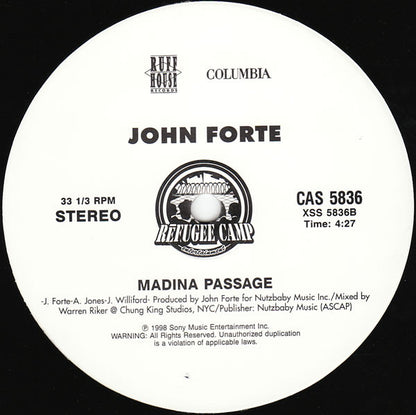 RUFF
HOUSE
RECORDS
COLUMBIA
JOHN FORTE
33 1/3 RPM
STEREO
CAS 5836
XSS 5836B
Time: 4:27
REFUGEE CAMP
entertainment
MADINA PASSAGE
-J. Forte-A. Jones-J. Williford- Produced by John Forte for Nutzbaby Music Inc./Mixed by
Warren Riker @ Chung King Studios, NYC/Publisher: Nutzbaby Music (ASCAP)
℗ 1998 Sony Music Entertainment Inc.
WARNING: All Rights Reserved. Unauthorized duplication
is a violation of applicable laws.